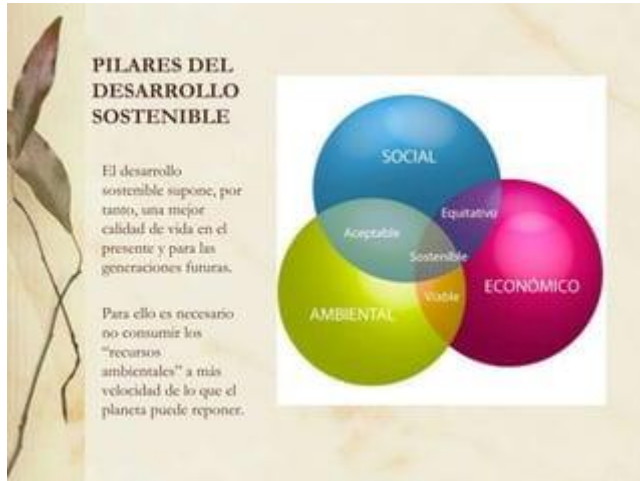 PILARES DEL
DESARROLLO
SOSTENIBLE
El desarrollo
sostenible supone, por
tanto, una mejor
calidad de vida en el
presente y para las
generaciones futuras.
Para ello es necesario
no consumir los
“recursos
ambientales” a más
velocidad de lo que el
planeta puede reponer.
SOCIAL
Equitativo
Aceptable
Sostenible
ECONÓMICO
Viable
AMBIENTAL